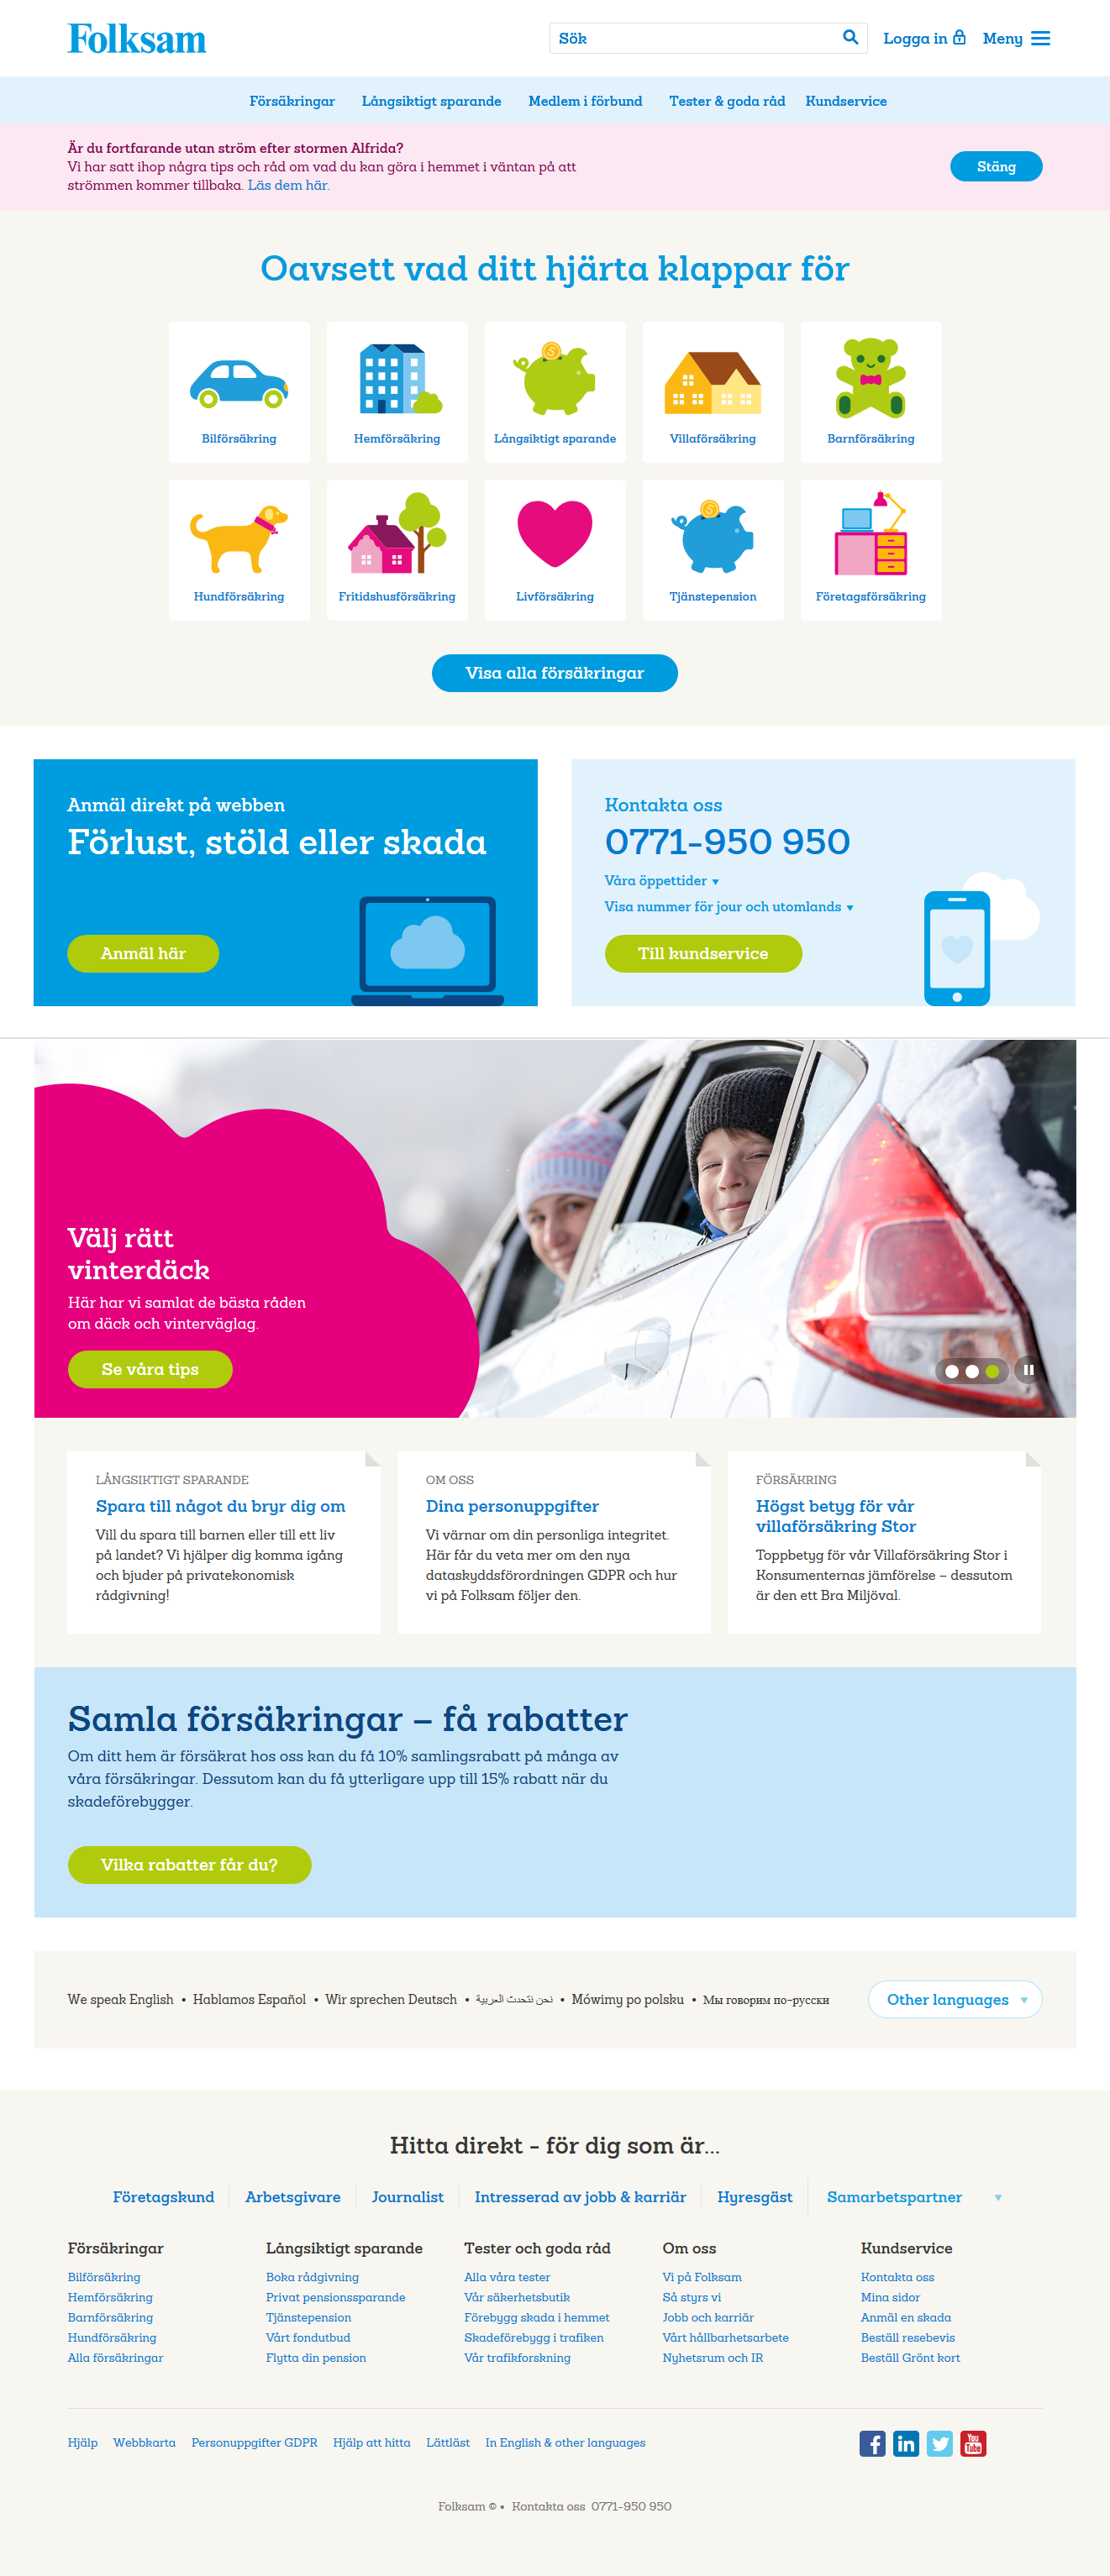 Folksam
Sök
Logga in
Meny
Försäkringar Långsiktigt sparande Medlem i förbund Tester & goda råd Kundservice
Är du fortfarande utan ström efter stormen Alfrida?
Vi har satt ihop några tips och råd om vad du kan göra i hemmet i väntan på att
strömmen kommer tillbaka. Läs dem här.
Stäng
Oavsett vad ditt hjärta klappar för
Bilförsäkring Hemförsäkring Långsiktigt sparande Villaförsäkring Barnförsäkring
Hundförsäkring Fritidshusförsäkring Livförsäkring Tjänstepension Företagsförsäkring
Visa alla försäkringar
Anmäl direkt på webben
Förlust, stöld eller skada
Anmäl här
Kontakta oss
0771-950 950
Våra öppettider
Visa nummer för jour och utomlands
Till kundservice
Välj rätt
vinterdäck
Här har vi samlat de bästa råden
om däck och vinterväglag.
Se våra tips
LÅNGSIKTIGT SPARANDE
Spara till något du bryr dig om
Vill du spara till barnen eller till ett liv
på landet? Vi hjälper dig komma igång
och bjuder på privatekonomisk
rådgivning!
OM OSS
Dina personuppgifter
Vi värnar om din personliga integritet.
Här får du veta mer om den nya
dataskyddsförordningen GDPR och hur
vi på Folksam följer den.
FÖRSÄKRING
Högst betyg för vår
villaförsäkring Stor
Toppbetyg för vår Villaförsäkring Stor i
Konsumenternas jämförelse – dessutom
är den ett Bra Miljöval.
Samla försäkringar – få rabatter
Om ditt hem är försäkrat hos oss kan du få 10% samlingsrabatt på många av
våra försäkringar. Dessutom kan du få ytterligare upp till 15% rabatt när du
skadeförebygger.
Vilka rabatter får du?
We speak English • Hablamos Español • Wir sprechen Deutsch • نحن نتحدث العربية • Mówimy po polsku • Мы говорим по-русски
Other languages
Hitta direkt - för dig som är...
Företagskund Arbetsgivare Journalist Intresserad av jobb & karriär Hyresgäst Samarbetspartner
Försäkringar
Bilförsäkring
Hemförsäkring
Barnförsäkring
Hundförsäkring
Alla försäkringar
Långsiktigt sparande
Boka rådgivning
Privat pensionssparande
Tjänstepension
Vårt fondutbud
Flytta din pension
Tester och goda råd
Alla våra tester
Vår säkerhetsbutik
Förebygg skada i hemmet
Skadeförebygg i trafiken
Vår trafikforskning
Om oss
Vi på Folksam
Så styrs vi
Jobb och karriär
Vårt hållbarhetsarbete
Nyhetsrum och IR
Kundservice
Kontakta oss
Mina sidor
Anmäl en skada
Beställ resebevis
Beställ Grönt kort
Hjälp Webbkarta Personuppgifter GDPR Hjälp att hitta Lättläst In English & other languages
f in You Tube
Folksam © • Kontakta oss 0771-950 950